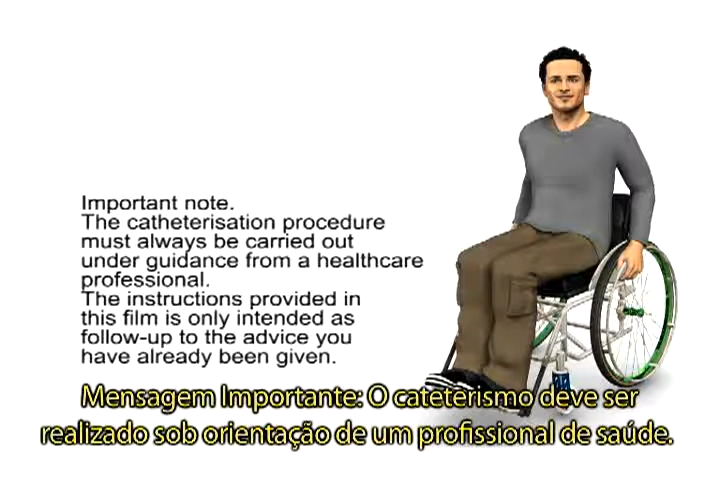 Important note.
The catheterisation procedure
must always be carried out
under guidance from a healthcare
professional.
The instructions provided in
this film is only intended as
follow-up to the advice you
have already been given.
Mensagem Importante: O cateterismo deve ser
realizado sob orientação de um profissional de saúde.